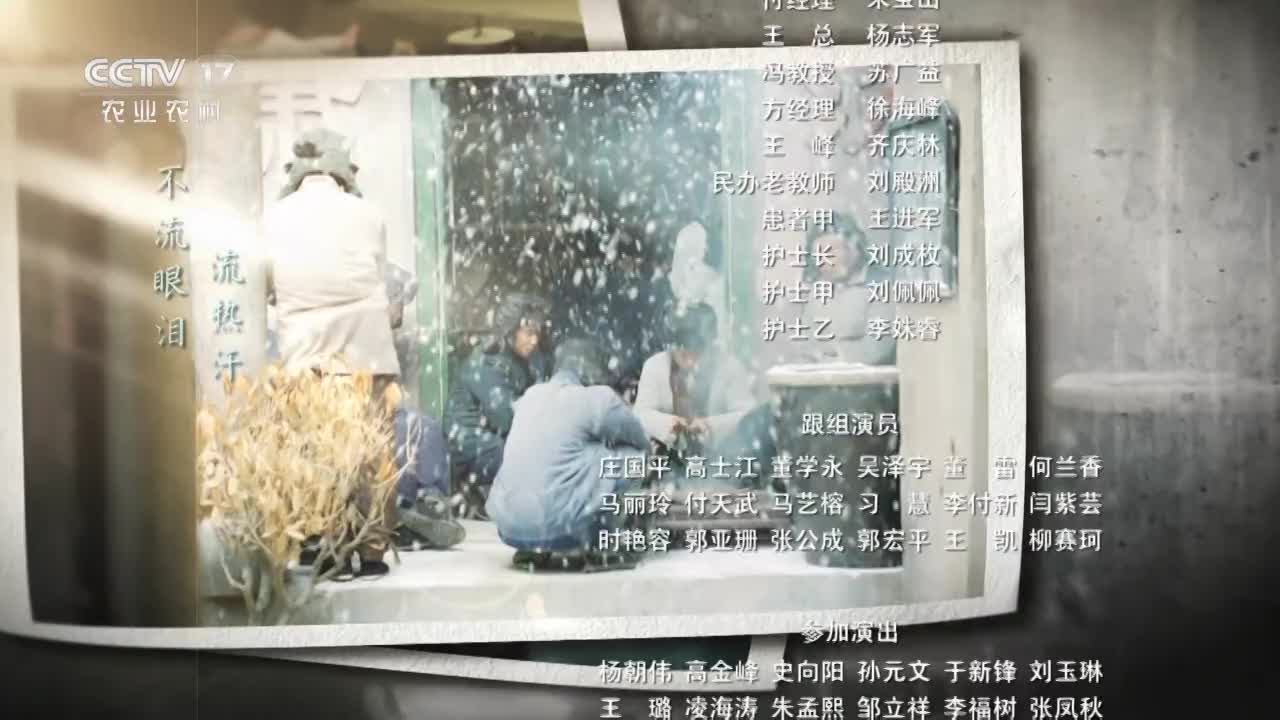 CCTV 17
农业农村
不流眼泪
流热汗
付经理 朱宝山
王 总 杨志军
冯教授 苏广益
方经理 徐海峰
王 峰 齐庆林
民办老教师 刘殿洲
患者甲 王进军
护士长 刘成枚
护士甲 刘佩佩
护士乙 李姝睿
跟组演员
庄国平 高士江 董学永 吴泽宇 董 雷 何兰香
马丽玲 付天武 马艺榕 习 慧 李付新 闫紫芸
时艳容 郭亚珊 张公成 郭宏平 王 凯 柳赛珂
参加演出
杨朝伟 高金峰 史向阳 孙元文 于新锋 刘玉琳
王 璐 凌海涛 朱孟熙 邹立祥 李福树 张凤秋